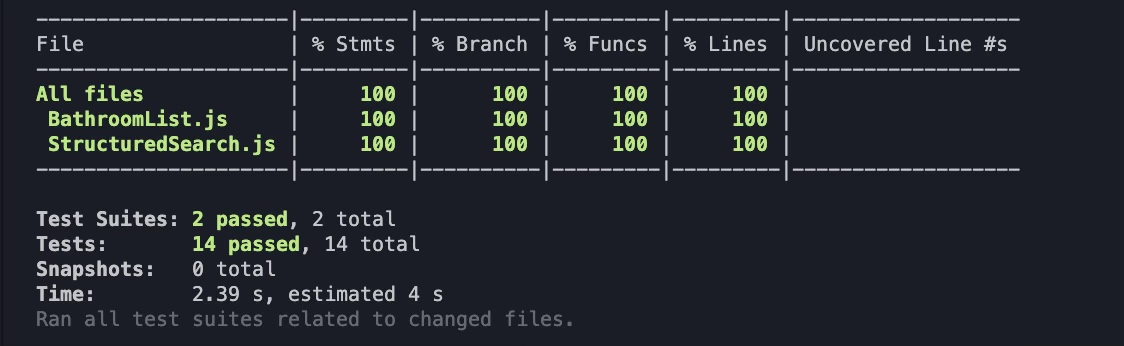 File | % Stmts | % Branch | % Funcs | % Lines | Uncovered Line #s
All files | 100 | 100 | 100 | 100 |
BathroomList.js | 100 | 100 | 100 | 100 |
StructuredSearch.js | 100 | 100 | 100 | 100 |
Test Suites: 2 passed, 2 total
Tests: 14 passed, 14 total
Snapshots: 0 total
Time: 2.39 s, estimated 4 s
Ran all test suites related to changed files.